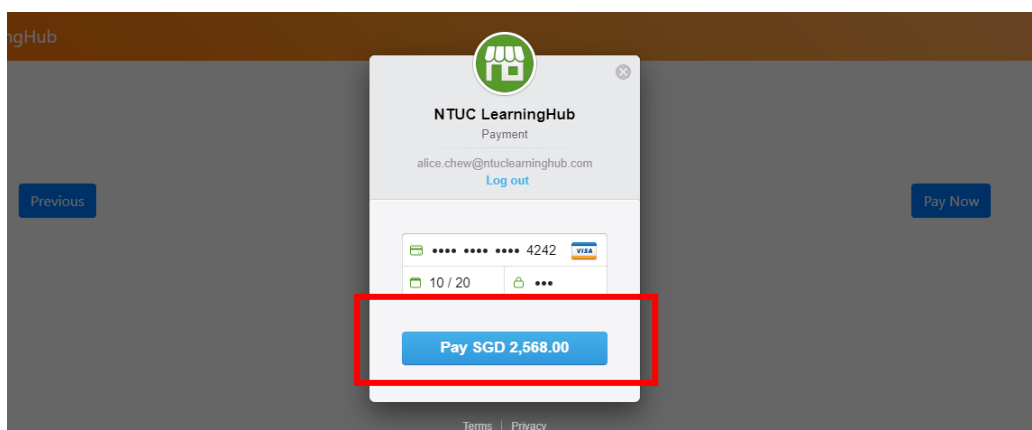 ngHub
NTUC LearningHub
Payment
alice.chew@ntuclearninghub.com
Log out
Previous
Pay Now
•••• •••• •••• 4242 VISA
10 / 20 •••
Pay SGD 2,568.00
Terms | Privacy